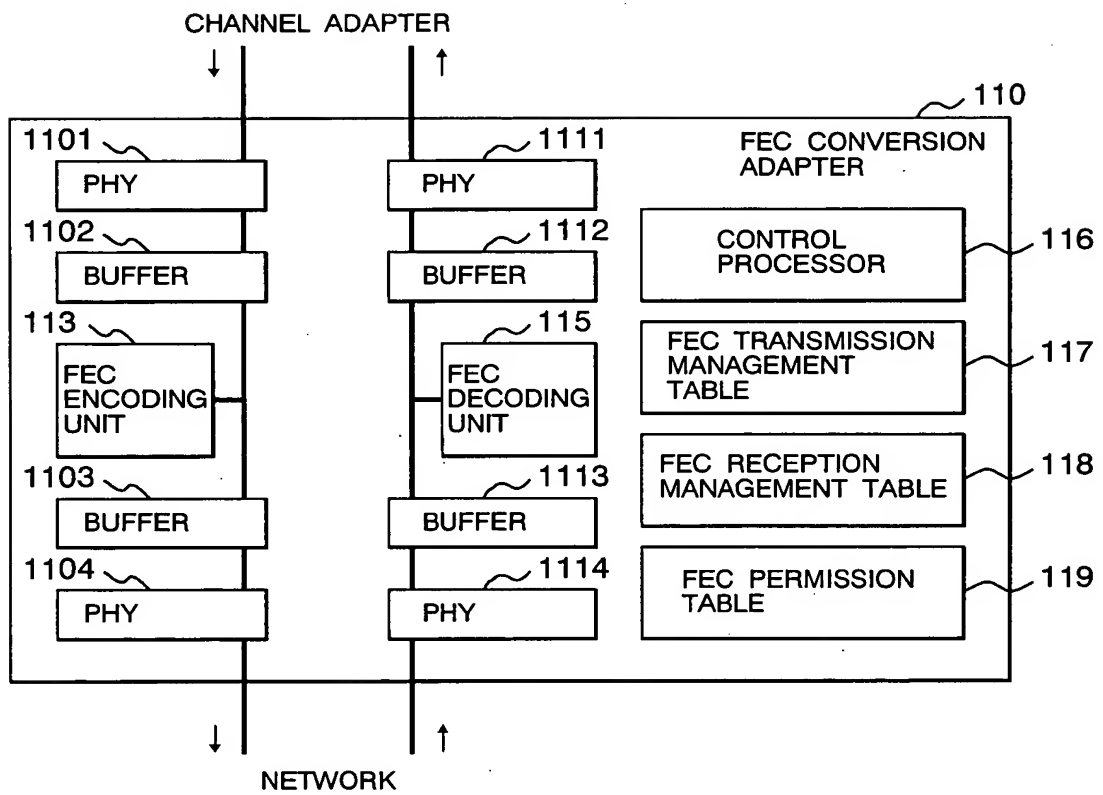 CHANNEL ADAPTER
↓ ↑
110
FEC CONVERSION
ADAPTER
1101
PHY
1111
PHY
1102
BUFFER
1112
BUFFER
CONTROL
PROCESSOR
116
113
FEC
ENCODING
UNIT
115
FEC
DECODING
UNIT
FEC TRANSMISSION
MANAGEMENT
TABLE
117
1103
BUFFER
1113
BUFFER
FEC RECEPTION
MANAGEMENT TABLE
118
1104
PHY
1114
PHY
FEC PERMISSION
TABLE
119
↓ ↑
NETWORK